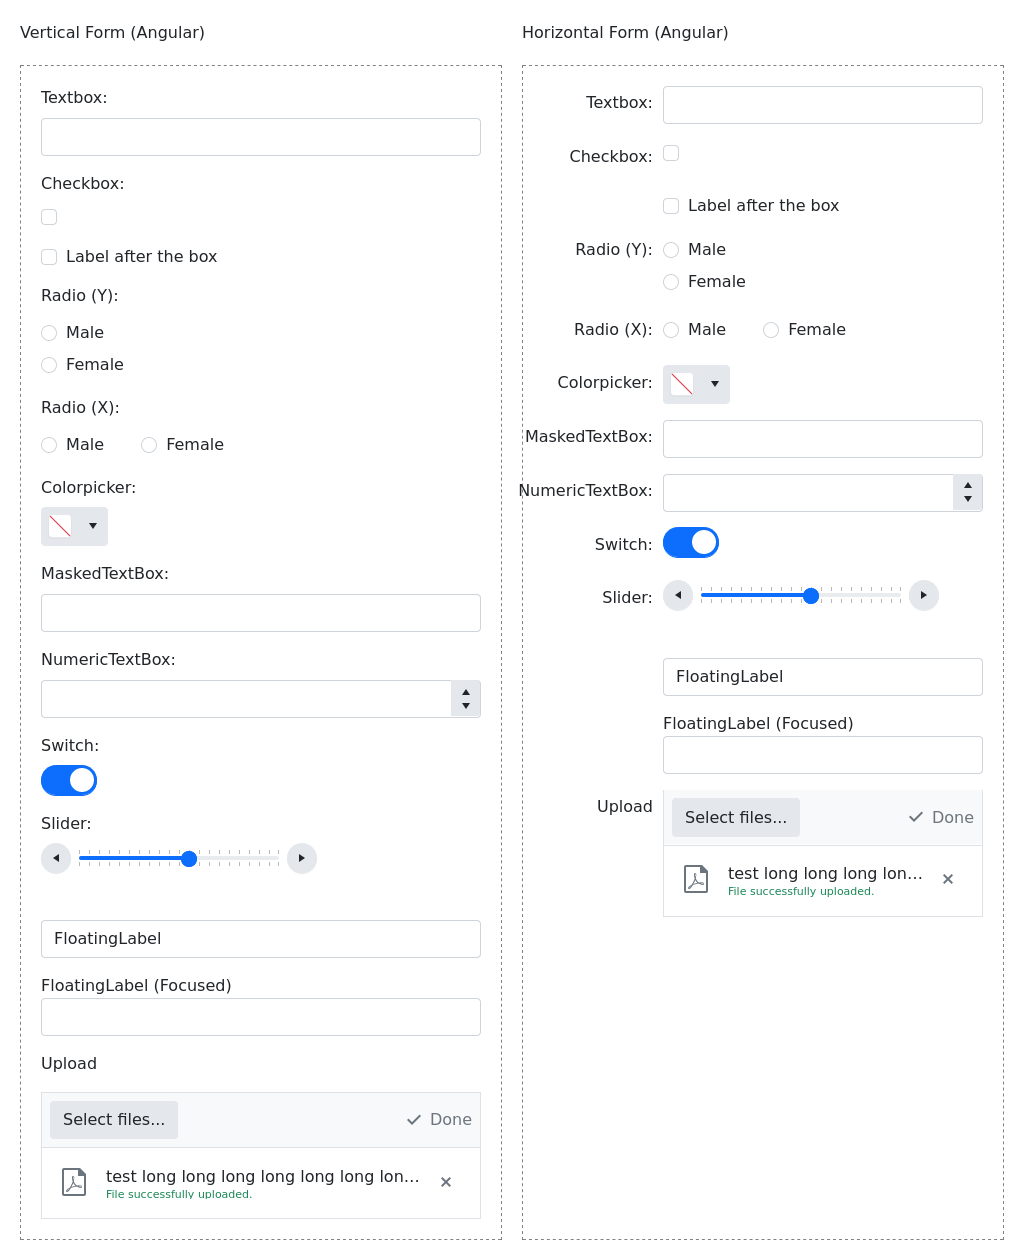 Vertical Form (Angular)
Textbox:
Checkbox:
Label after the box
Radio (Y):
Male
Female
Radio (X):
Male Female
Colorpicker:
MaskedTextBox:
NumericTextBox:
Switch:
Slider:
FloatingLabel
FloatingLabel (Focused)
Upload
Select files... Done
test long long long long long long lon...
File successfully uploaded.
Horizontal Form (Angular)
Textbox:
Checkbox:
Label after the box
Radio (Y): Male
Female
Radio (X): Male Female
Colorpicker:
MaskedTextBox:
NumericTextBox:
Switch:
Slider:
FloatingLabel
FloatingLabel (Focused)
Upload Select files... Done
test long long long lon...
File successfully uploaded.